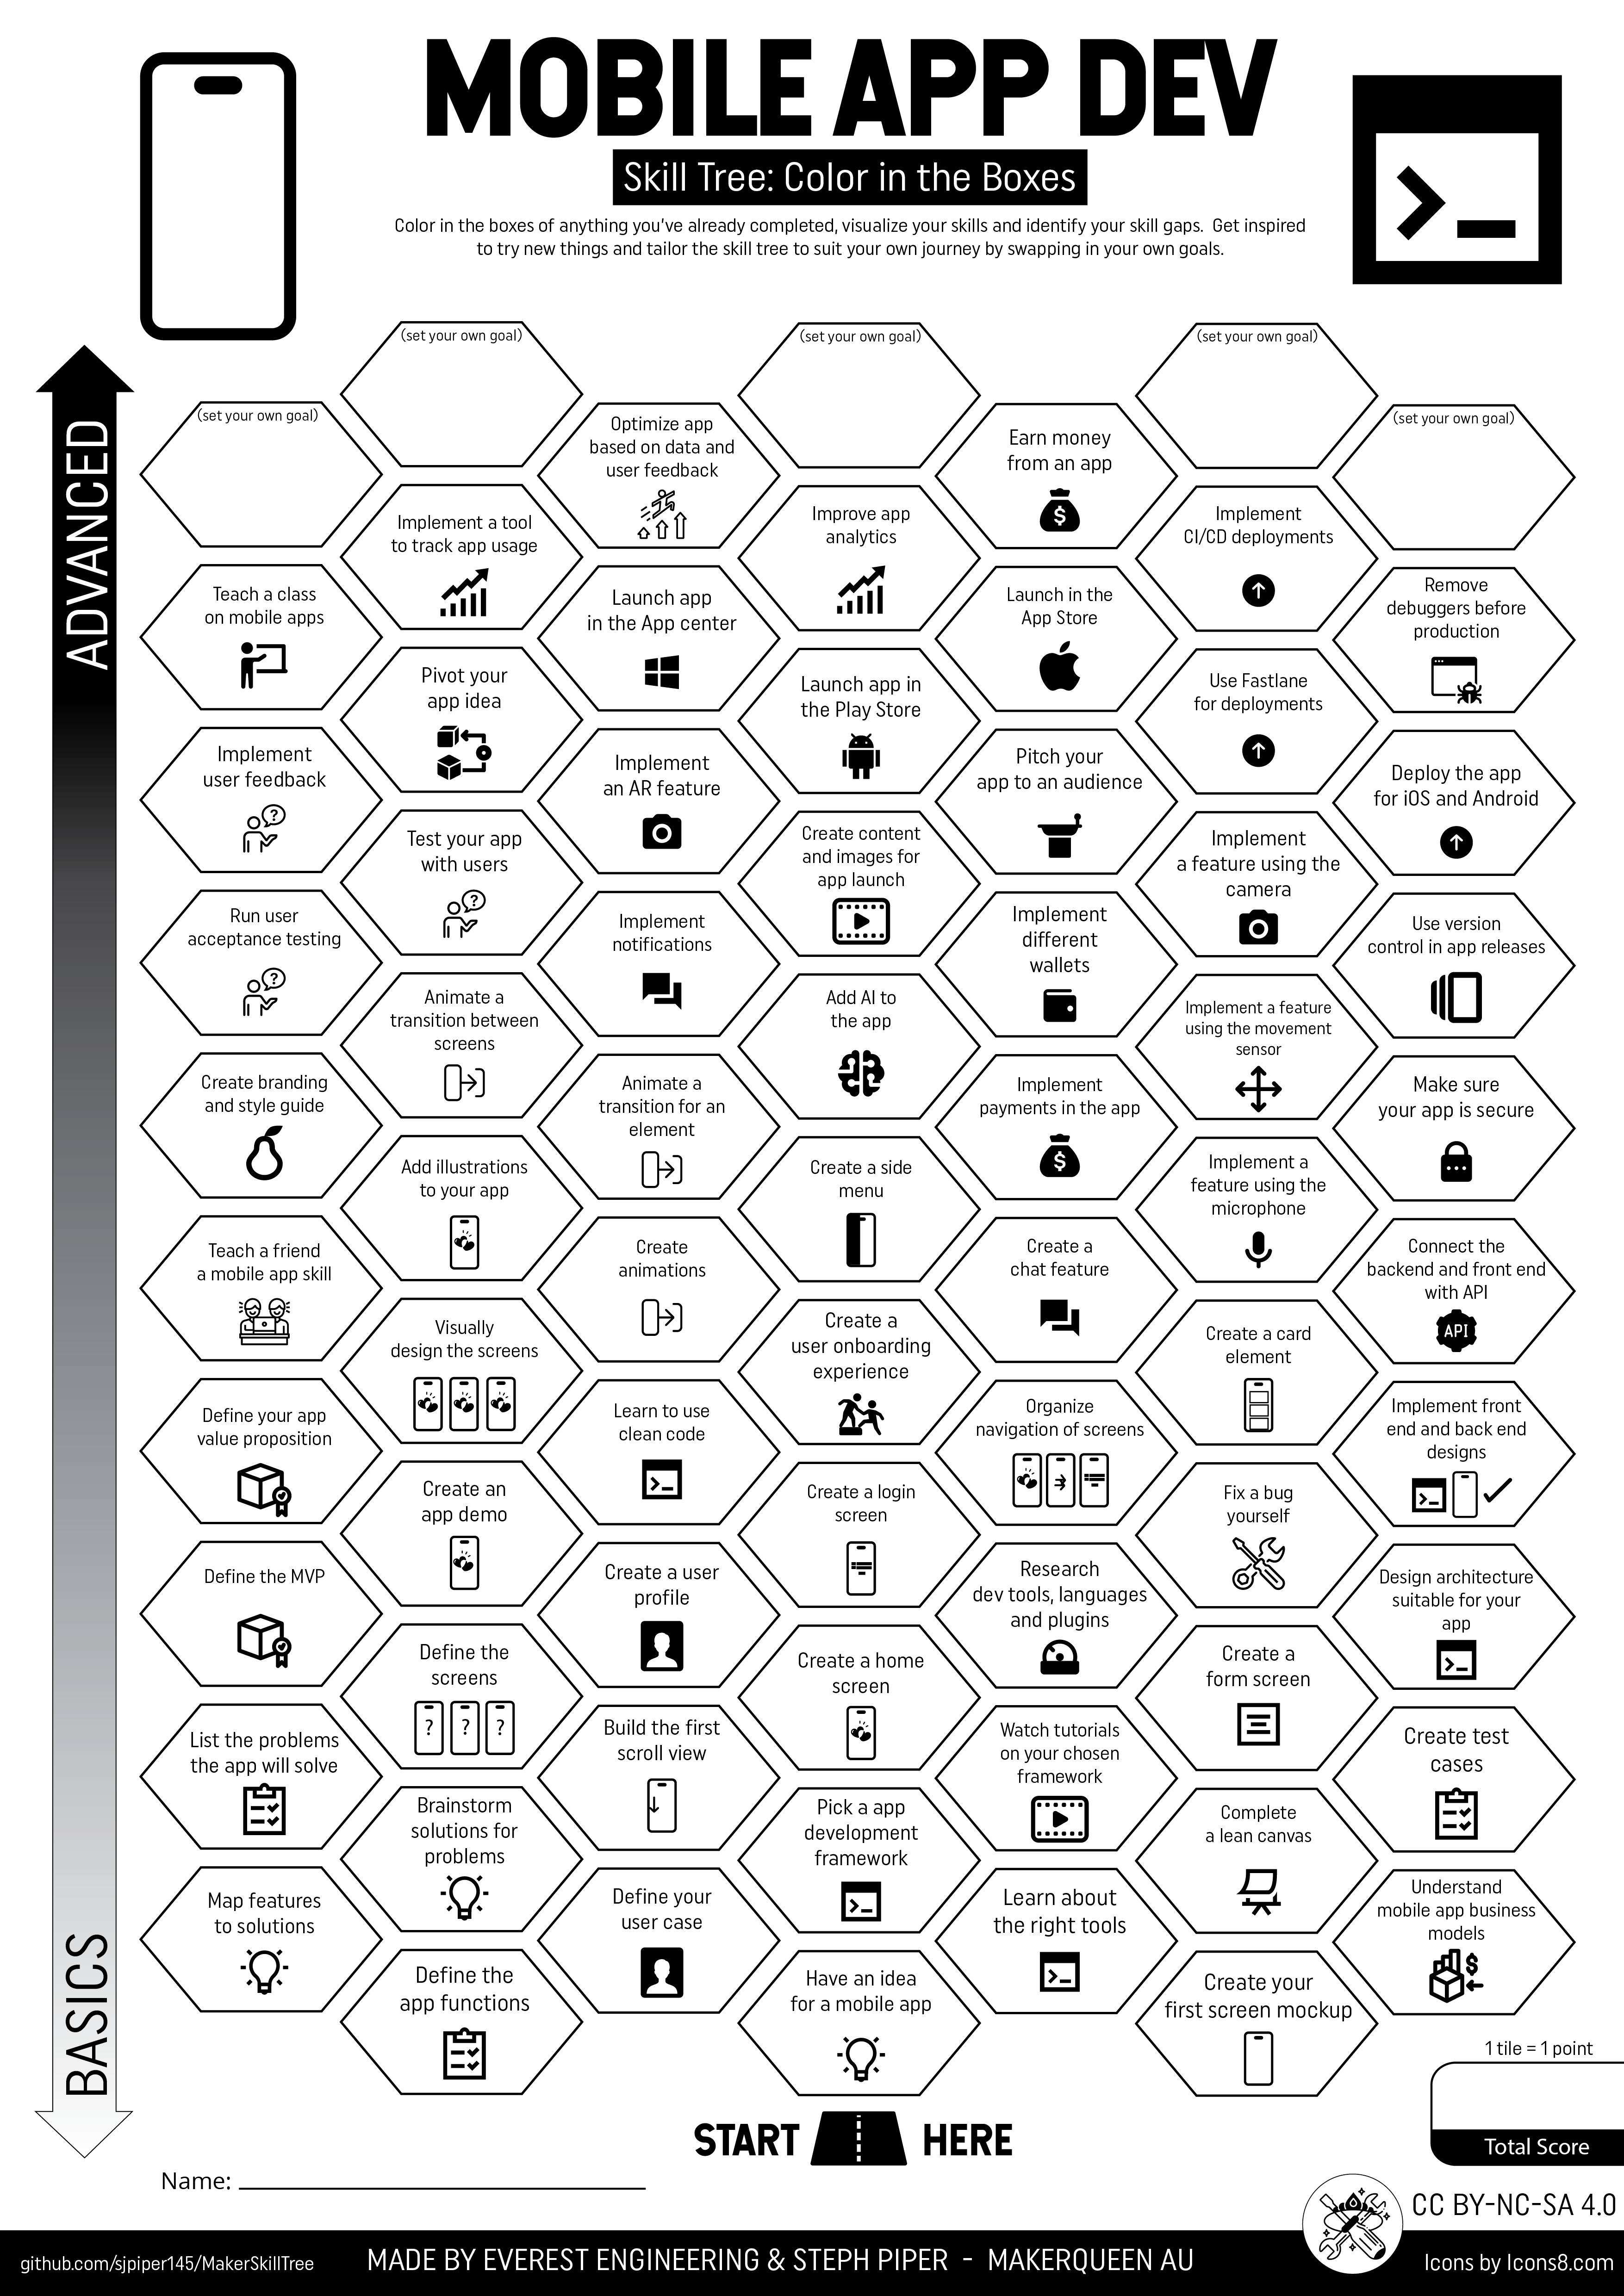 MOBILE APP DEV
Skill Tree: Color in the Boxes
Color in the boxes of anything you've already completed, visualize your skills and identify your skill gaps. Get inspired
to try new things and tailor the skill tree to suit your own journey by swapping in your own goals.
ADVANCED
BASICS
(set your own goal)
(set your own goal)
(set your own goal)
(set your own goal)
Optimize app
based on data and
user feedback
Earn money
from an app
(set your own goal)
Implement a tool
to track app usage
Improve app
analytics
Implement
CI/CD deployments
Teach a class
on mobile apps
Launch app
in the App center
Launch in the
App Store
Remove
debuggers before
production
Pivot your
app idea
Launch app in
the Play Store
Use Fastlane
for deployments
Implement
user feedback
Implement
an AR feature
Pitch your
app to an audience
Deploy the app
for iOS and Android
Test your app
with users
Create content
and images for
app launch
Implement
a feature using the
camera
Run user
acceptance testing
Implement
notifications
Implement
different
wallets
Use version
control in app releases
Animate a
transition between
screens
Add AI to
the app
Implement a feature
using the movement
sensor
Create branding
and style guide
Animate a
transition for an
element
Implement
payments in the app
Make sure
your app is secure
Add illustrations
to your app
Create a side
menu
Implement a
feature using the
microphone
Teach a friend
a mobile app skill
Create
animations
Create a
chat feature
Connect the
backend and front end
with API
API
Visually
design the screens
Create a
user onboarding
experience
Create a card
element
Define your app
value proposition
Learn to use
clean code
Organize
navigation of screens
Implement front
end and back end
designs
Create an
app demo
Create a login
screen
Fix a bug
yourself
Define the MVP
Create a user
profile
Research
dev tools, languages
and plugins
Design architecture
suitable for your
app
Define the
screens
? ? ?
Create a home
screen
Create a
form screen
List the problems
the app will solve
Build the first
scroll view
Watch tutorials
on your chosen
framework
Create test
cases
Brainstorm
solutions for
problems
Pick a app
development
framework
Complete
a lean canvas
Map features
to solutions
Define your
user case
Learn about
the right tools
Understand
mobile app business
models
Define the
app functions
Have an idea
for a mobile app
Create your
first screen mockup
1 tile = 1 point
Total Score
START HERE
Name:
CC BY-NC-SA 4.0
github.com/sjpiper145/MakerSkillTree
MADE BY EVEREST ENGINEERING & STEPH PIPER - MAKERQUEEN AU
Icons by Icons8.com